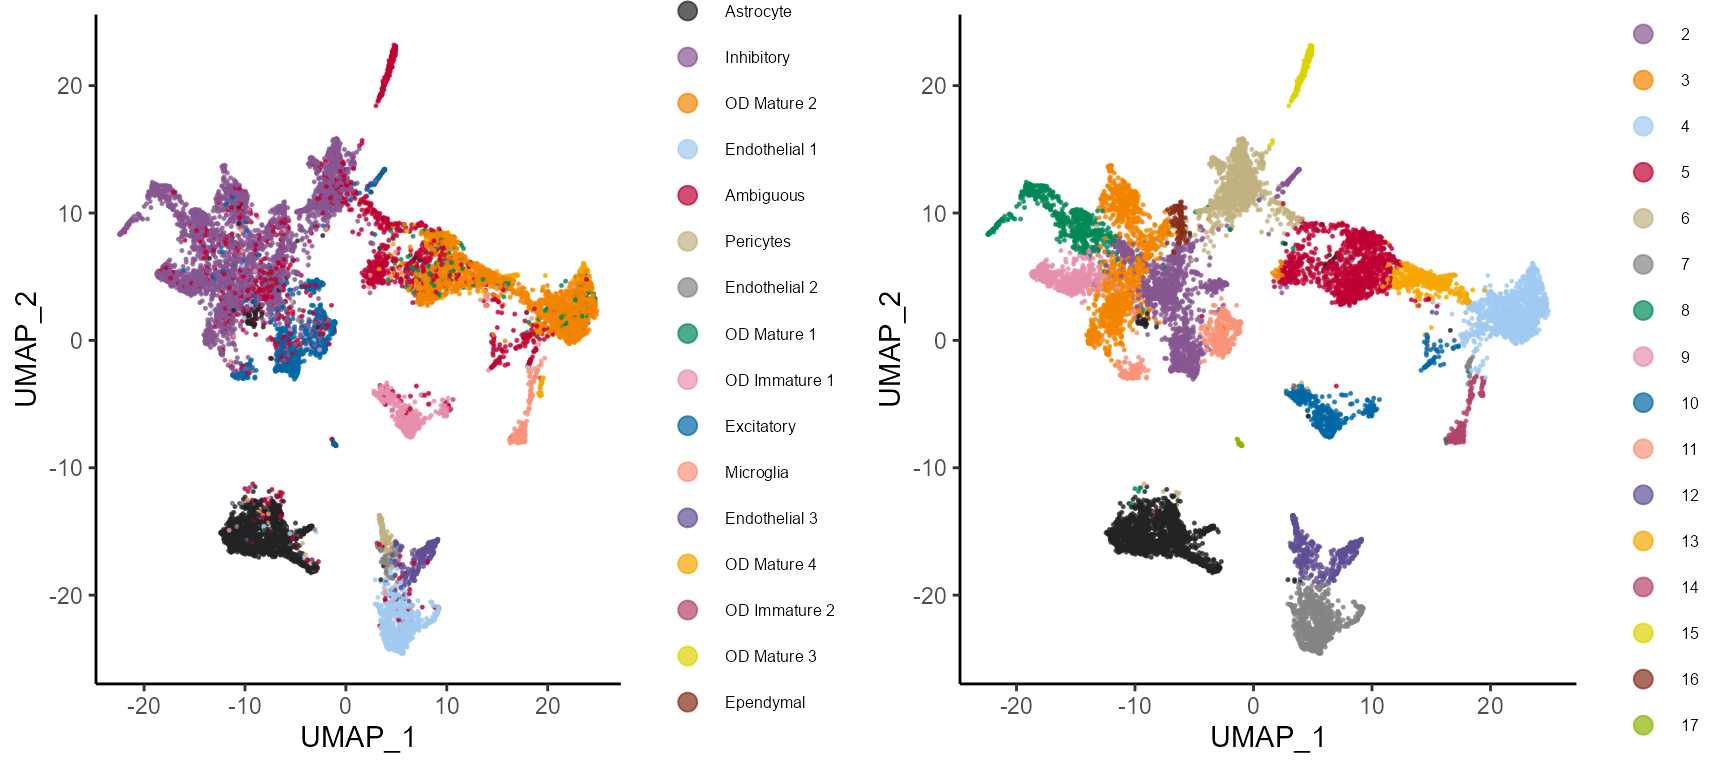 20
10
0
-10
-20
UMAP_2
-20
-10
0
10
20
UMAP_1
Astrocyte
Inhibitory
OD Mature 2
Endothelial 1
Ambiguous
Pericytes
Endothelial 2
OD Mature 1
OD Immature 1
Excitatory
Microglia
Endothelial 3
OD Mature 4
OD Immature 2
OD Mature 3
Ependymal
20
10
0
-10
-20
UMAP_2
-20
-10
0
10
20
UMAP_1
2
3
4
5
6
7
8
9
10
11
12
13
14
15
16
17